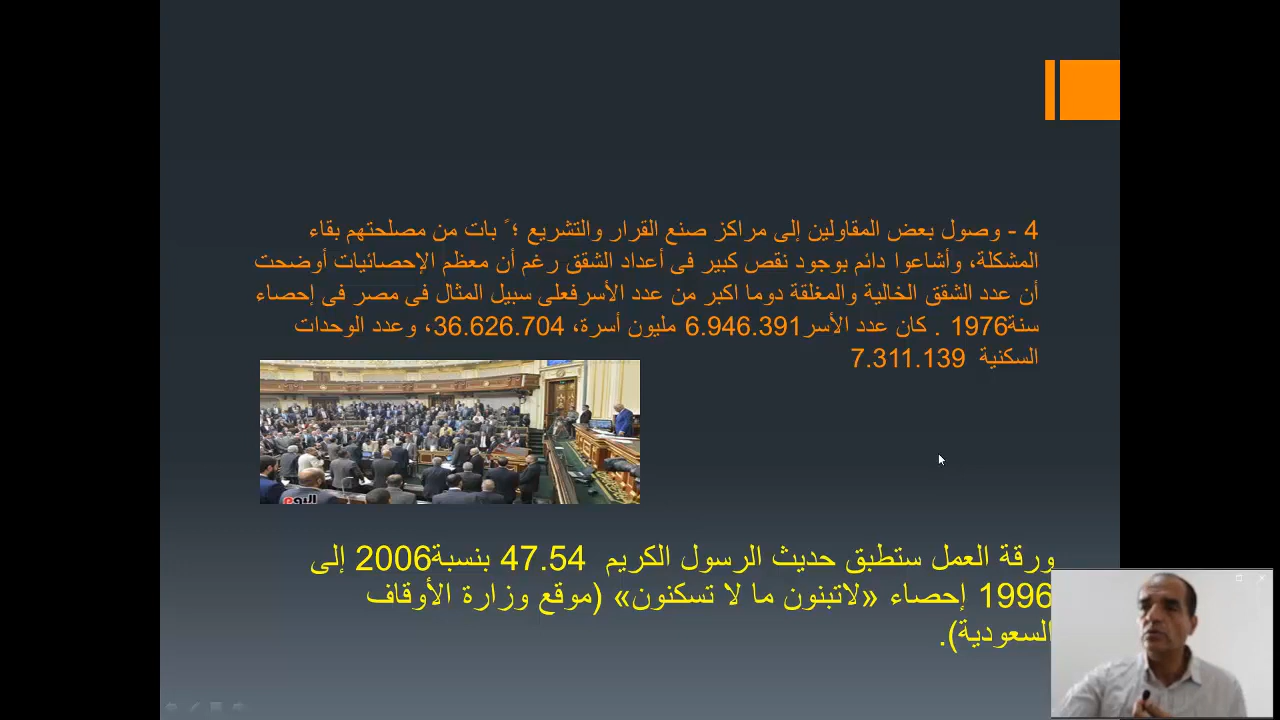 4 - وصول بعض المقاولين إلى مراكز صنع القرار والتشريع ؛ ً بات من مصلحتهم بقاء
المشكلة، وأشاعوا دائم بوجود نقص كبير فى أعداد الشقق رغم أن معظم الإحصائيات أوضحت
أن عدد الشقق الخالية والمغلقة دوما اكبر من عدد الأسرفعلى سبيل المثال فى مصر فى إحصاء
سنة1976 . كان عدد الأسر6.946.391 مليون أسرة، 36.626.704، وعدد الوحدات
السكنية 7.311.139
اليوم
ورقة العمل ستطبق حديث الرسول الكريم 47.54 بنسبة2006 إلى
1996 إحصاء «لاتبنون ما لا تسكنون» (موقع وزارة الأوقاف
السعودية).